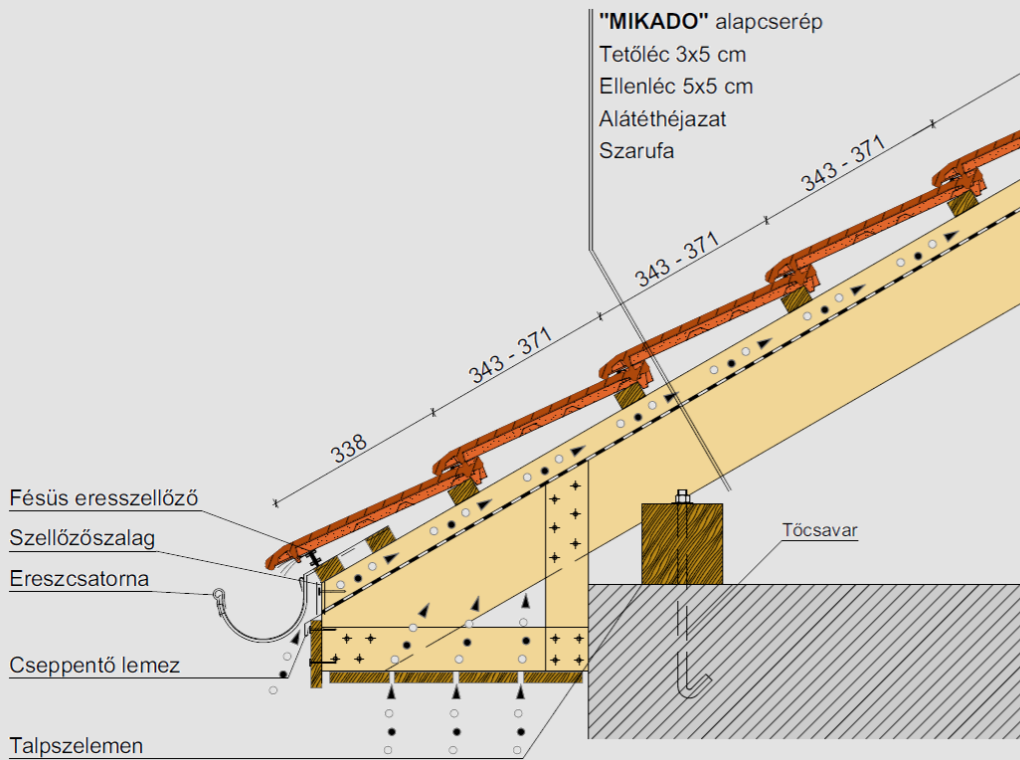 "MIKADO" alapcserép
Tetőléc 3x5 cm
Ellenléc 5x5 cm
Alátéthéjazat
Szarufa
343 - 371
343 - 371
343 - 371
338
Fésüs eresszellőző
Szellőzőszalag
Ereszcsatorna
Tőcsavar
Cseppentő lemez
Talpszelemen